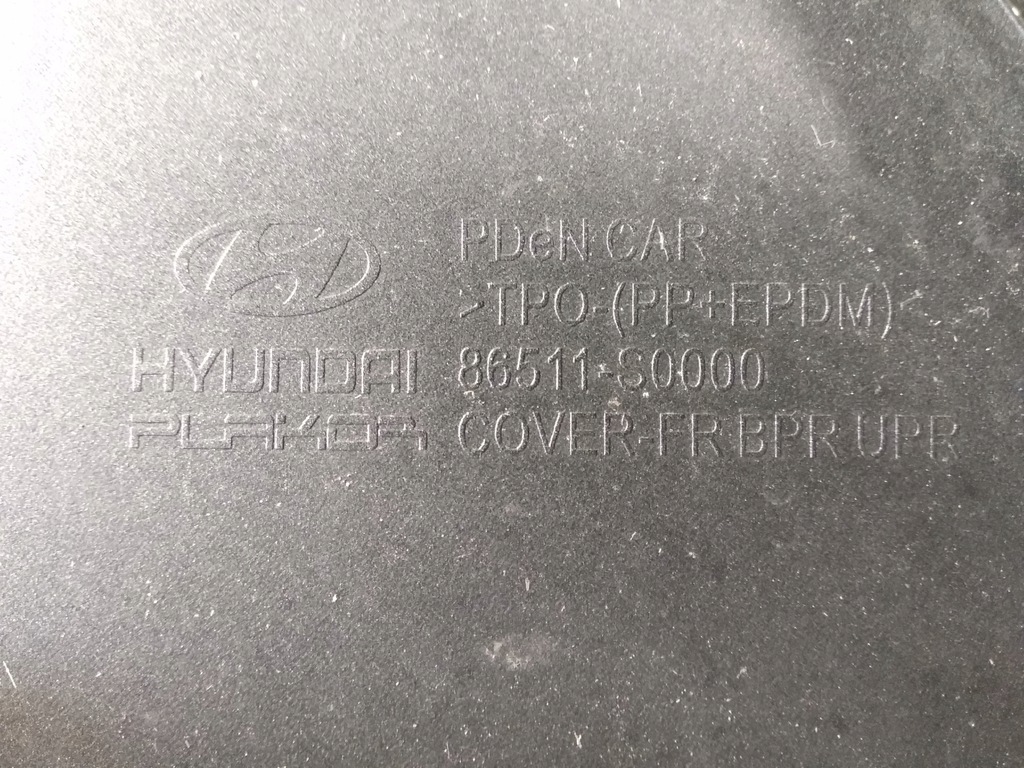 PDeN CAR
>TPO-(PP+EPDM)<
HYUNDAI 86511-S0000
PLAKOR COVER-FR BPR UPR